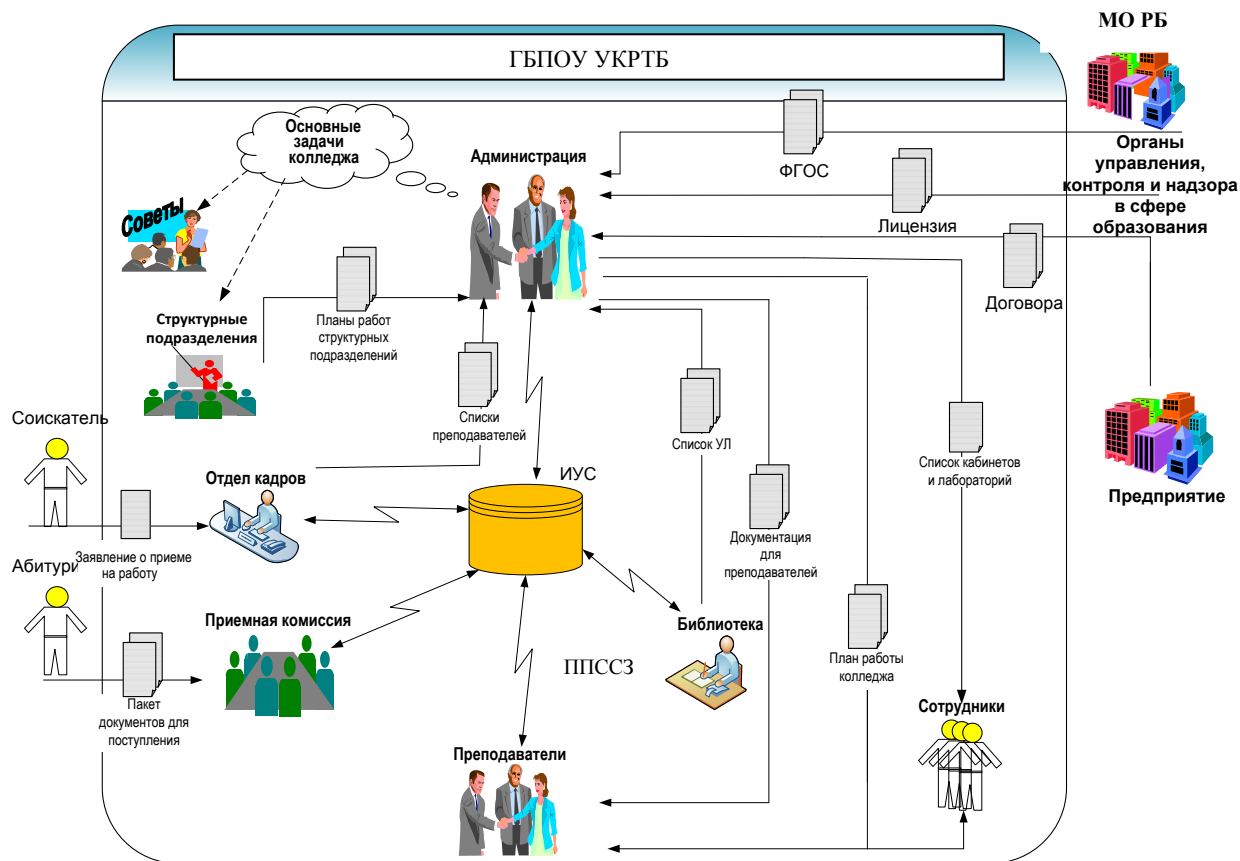 МО РБ
ГБПОУ УКРТБ
Основные
задачи
колледжа
Администрация
ФГОС
Органы
управления,
контроля и надзора
в сфере
образования
Советы
Лицензия
Договора
Структурные
подразделения
Планы работ
структурных
подразделений
Списки
преподавателей
Список УЛ
Список кабинетов
и лабораторий
Предприятие
Соискатель
Отдел кадров
ИУС
Заявление о приеме
на работу
Документация
для
преподавателей
Абитури
Приемная комиссия
Библиотека
ППССЗ
План работы
колледжа
Пакет
документов для
поступления
Сотрудники
Преподаватели